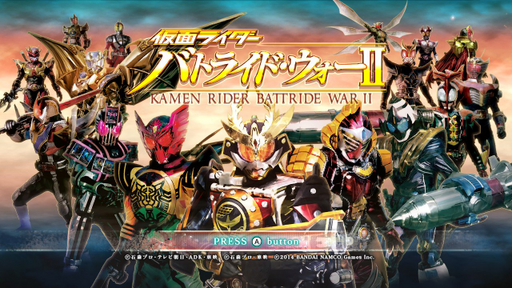 仮面ライダー
バトライド・ウォーII
KAMEN RIDER BATTRIDE WAR II
PRESS A button
©石森プロ・テレビ朝日・ADK・東映 ©石森プロ・東映 ©2014 BANDAI NAMCO Games Inc.